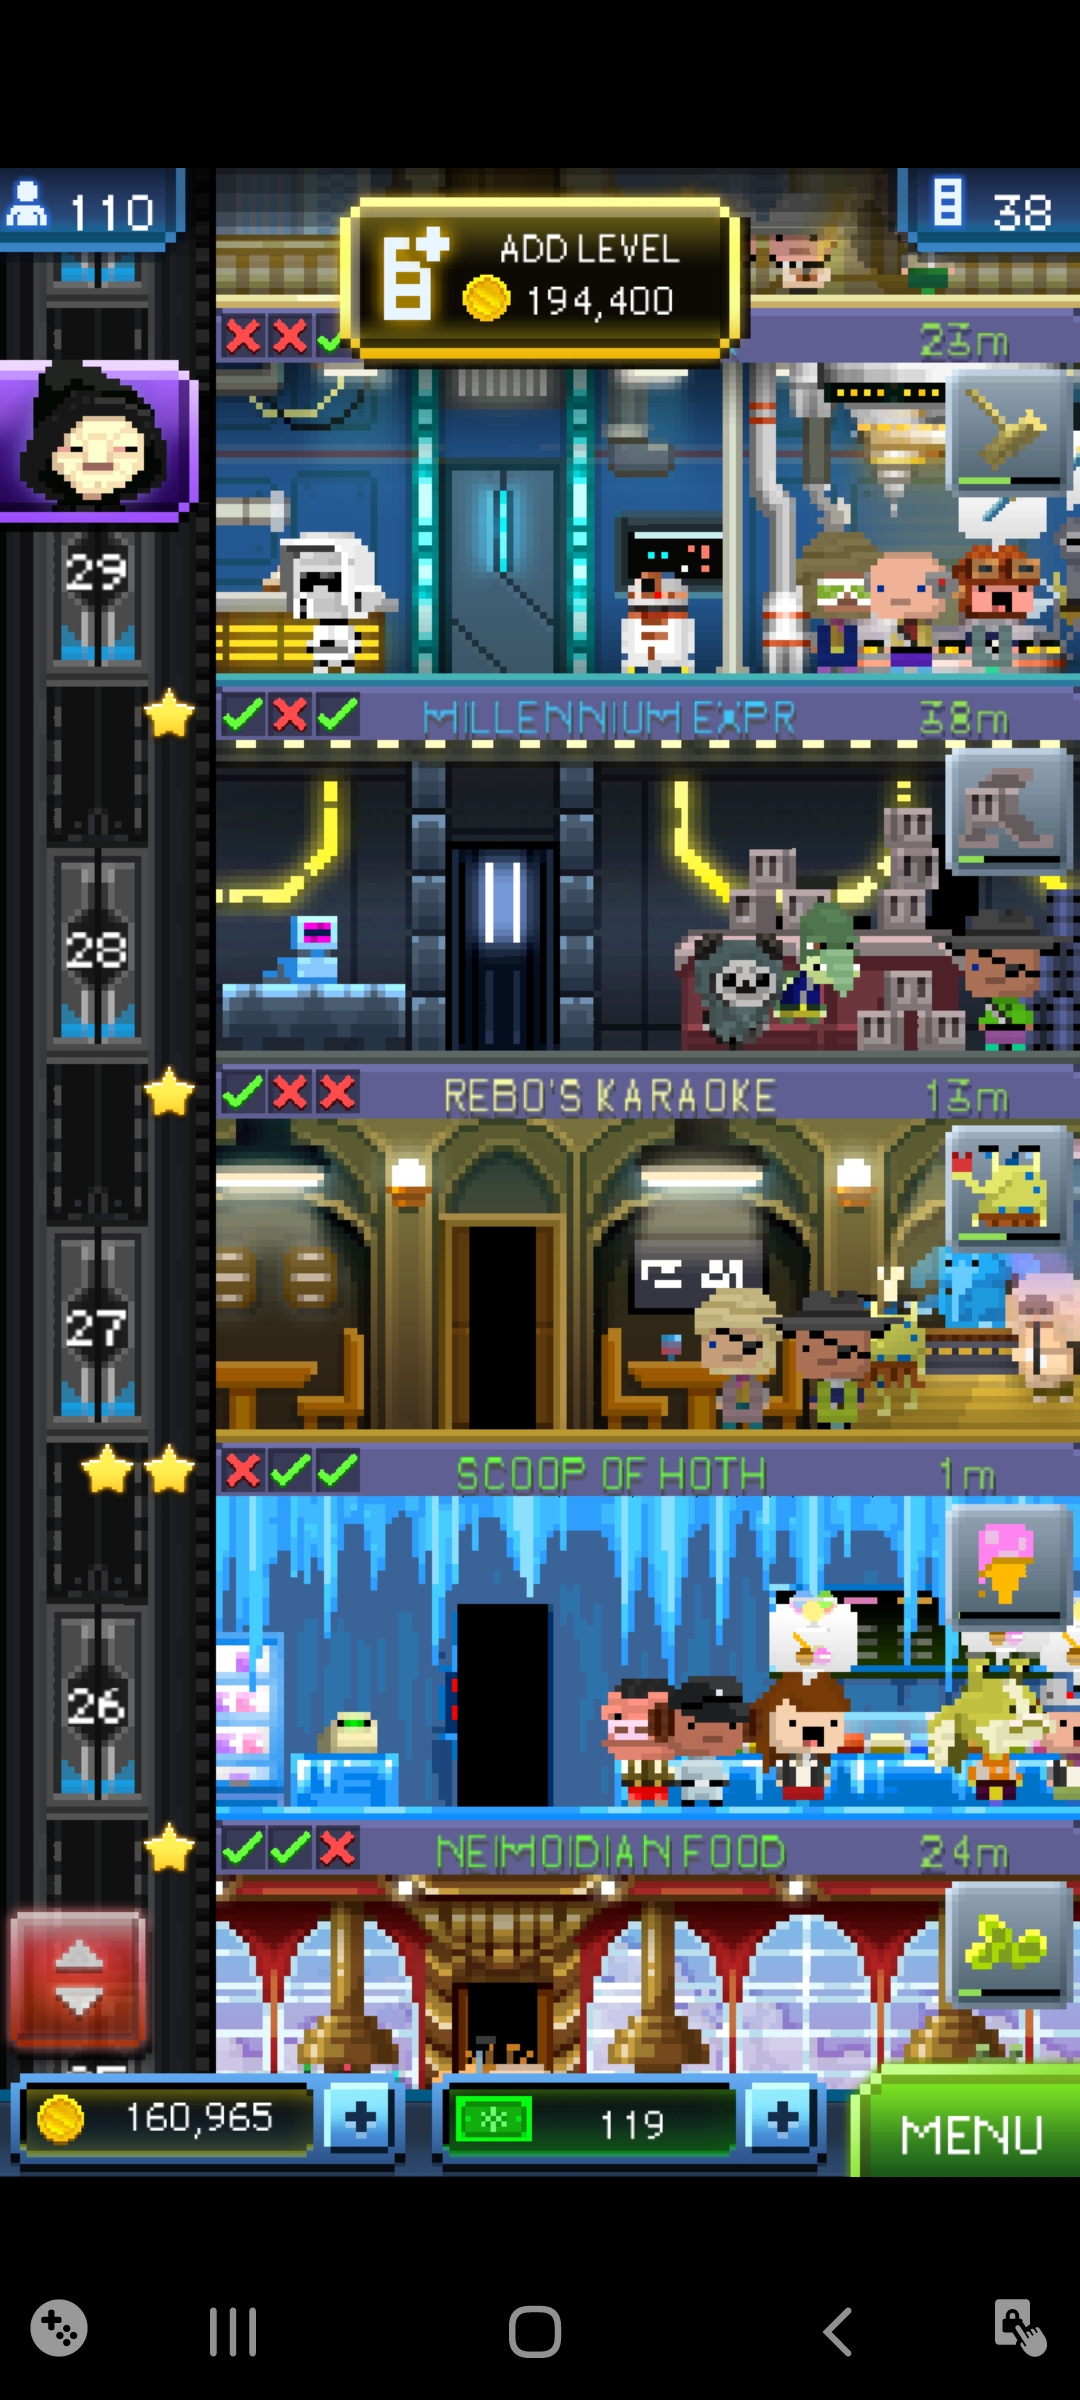 110
38
ADD LEVEL
194,400
23m
29
MILLENNIUM EXPR
38m
28
REBO'S KARAOKE
13m
27
SCOOP OF HOTH
1m
26
NEIMOIDIAN FOOD
24m
160,965
119
MENU